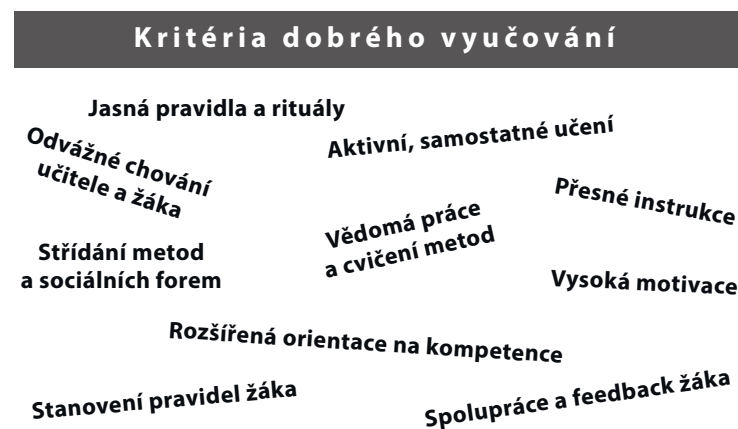 Kritéria dobrého vyučování
Jasná pravidla a rituály
Odvážné chování
učitele a žáka
Aktivní, samostatné učení
Přesné instrukce
Vědomá práce
a cvičení metod
Střídání metod
a sociálních forem
Vysoká motivace
Rozšířená orientace na kompetence
Stanovení pravidel žáka
Spolupráce a feedback žáka